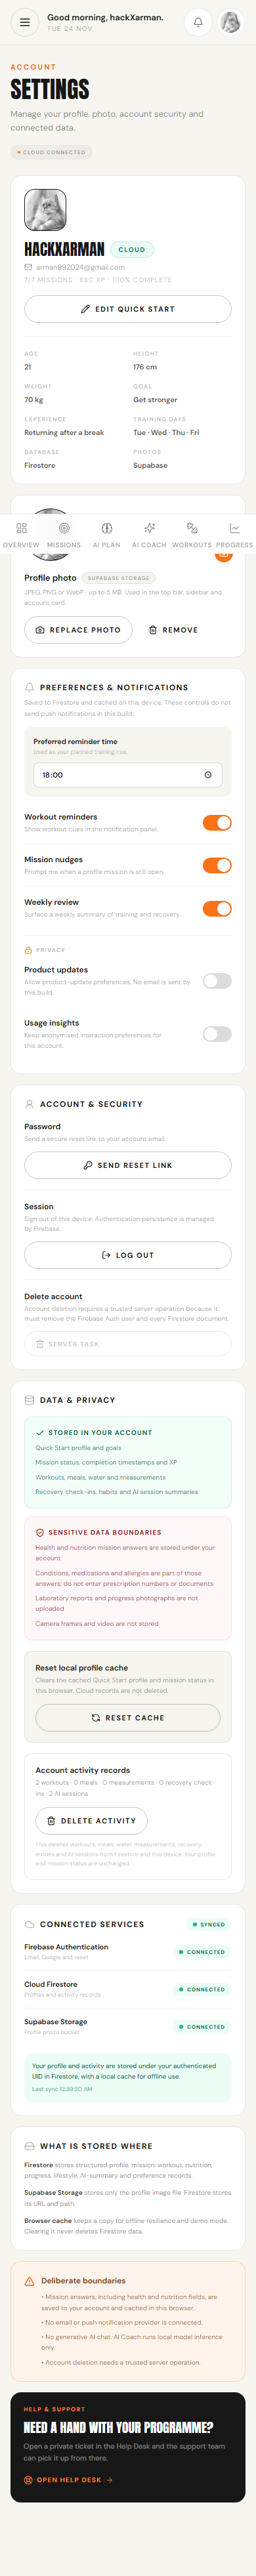 Good morning, hackXarman.
TUE 24 NOV
ACCOUNT
SETTINGS
Manage your profile, photo, account security and
connected data.
CLOUD CONNECTED
HACKXARMAN
CLOUD
arman992024@gmail.com
7/7 MISSIONS · 880 XP · 100% COMPLETE
EDIT QUICK START
AGE
HEIGHT
21
176 cm
WEIGHT
GOAL
70 kg
Get stronger
EXPERIENCE
TRAINING DAYS
Returning after a break
Tue · Wed · Thu · Fri
DATABASE
PHOTOS
Firestore
Supabase
OVERVIEW
MISSIONS
AI PLAN
AI COACH
WORKOUTS
PROGRESS
Profile photo
SUPABASE STORAGE
JPEG, PNG or WebP · up to 5 MB. Used in the top bar, sidebar and
account card.
REPLACE PHOTO
REMOVE
PREFERENCES & NOTIFICATIONS
Saved to Firestore and cached on this device. These controls do not
send push notifications in this build.
Preferred reminder time
Used as your planned training cue.
18:00
Workout reminders
Show workout cues in the notification panel.
Mission nudges
Prompt me when a profile mission is still open.
Weekly review
Surface a weekly summary of training and recovery.
PRIVACY
Product updates
Allow product-update preferences. No email is sent by
this build.
Usage insights
Keep anonymised interaction preferences for
this account.
ACCOUNT & SECURITY
Password
Send a secure reset link to your account email.
SEND RESET LINK
Session
Sign out of this device. Authentication persistence is managed
by Firebase.
LOG OUT
Delete account
Account deletion requires a trusted server operation because it
must remove the Firebase Auth user and every Firestore document.
SERVER TASK
DATA & PRIVACY
STORED IN YOUR ACCOUNT
Quick Start profile and goals
Mission status, completion timestamps and XP
Workouts, meals, water and measurements
Recovery check-ins, habits and AI session summaries
SENSITIVE DATA BOUNDARIES
Health and nutrition mission answers are stored under your
account
Conditions, medications and allergies are part of those
answers; do not enter prescription numbers or documents
Laboratory reports and progress photographs are not
uploaded
Camera frames and video are not stored
Reset local profile cache
Clears the cached Quick Start profile and mission status in
this browser. Cloud records are not deleted.
RESET CACHE
Account activity records
2 workouts · 0 meals · 0 measurements · 0 recovery check-
ins · 2 AI sessions
DELETE ACTIVITY
This deletes workouts, meals, water, measurements, recovery
entries and AI sessions from Firestore and this device. Your profile
and mission status are unchanged.
CONNECTED SERVICES
SYNCED
Firebase Authentication
Email, Google and reset
CONNECTED
Cloud Firestore
Profiles and activity records
CONNECTED
Supabase Storage
Profile photo bucket
CONNECTED
Your profile and activity are stored under your authenticated
UID in Firestore, with a local cache for offline use.
Last sync 12:39:30 AM
WHAT IS STORED WHERE
Firestore stores structured profile, mission, workout, nutrition,
progress, lifestyle, AI-summary and preference records.
Supabase Storage stores only the profile image file. Firestore stores
its URL and path.
Browser cache keeps a copy for offline resilience and demo mode.
Clearing it never deletes Firestore data.
Deliberate boundaries
• Mission answers, including health and nutrition fields, are
saved to your account and cached in this browser.
• No email or push notification provider is connected.
• No generative AI chat. AI Coach runs local model inference
only.
• Account deletion needs a trusted server operation.
HELP & SUPPORT
NEED A HAND WITH YOUR PROGRAMME?
Open a private ticket in the Help Desk and the support team
can pick it up from there.
OPEN HELP DESK →